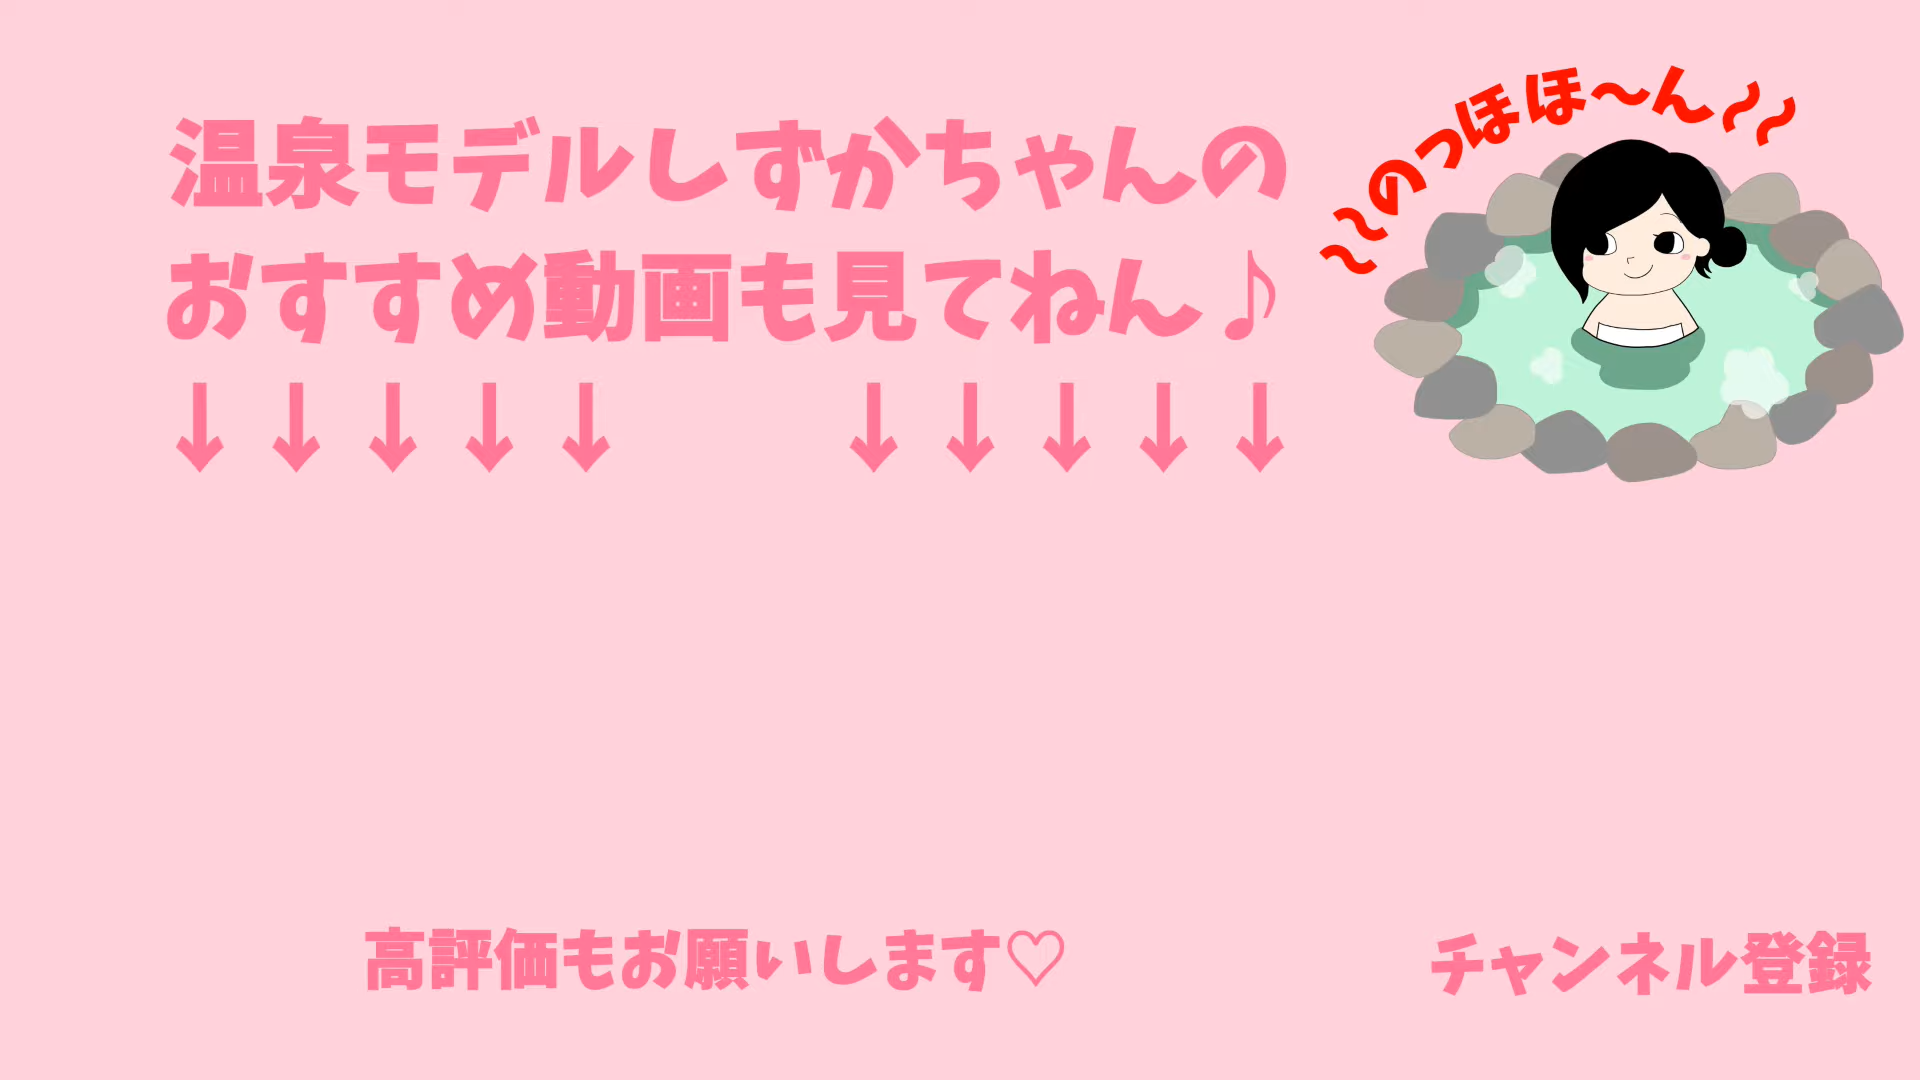 温泉モデルしずかちゃんの
おすすめ動画も見てねん♪
↓↓↓↓↓ ↓↓↓↓↓
〜〜のっほほ〜ん〜〜
高評価もお願いします♡
チャンネル登録